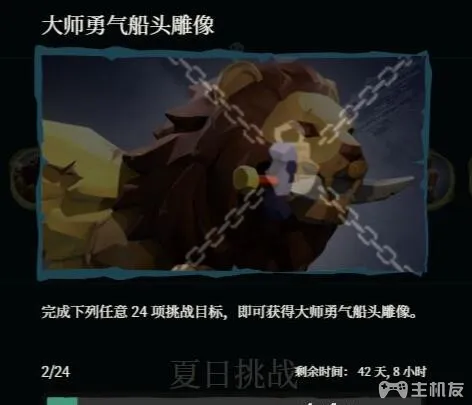 大师勇气船头雕像
完成下列任意 24 项挑战目标，即可获得大师勇气船头雕像。
2/24
夏日挑战
剩余时间： 42 天, 8 小时
主机友